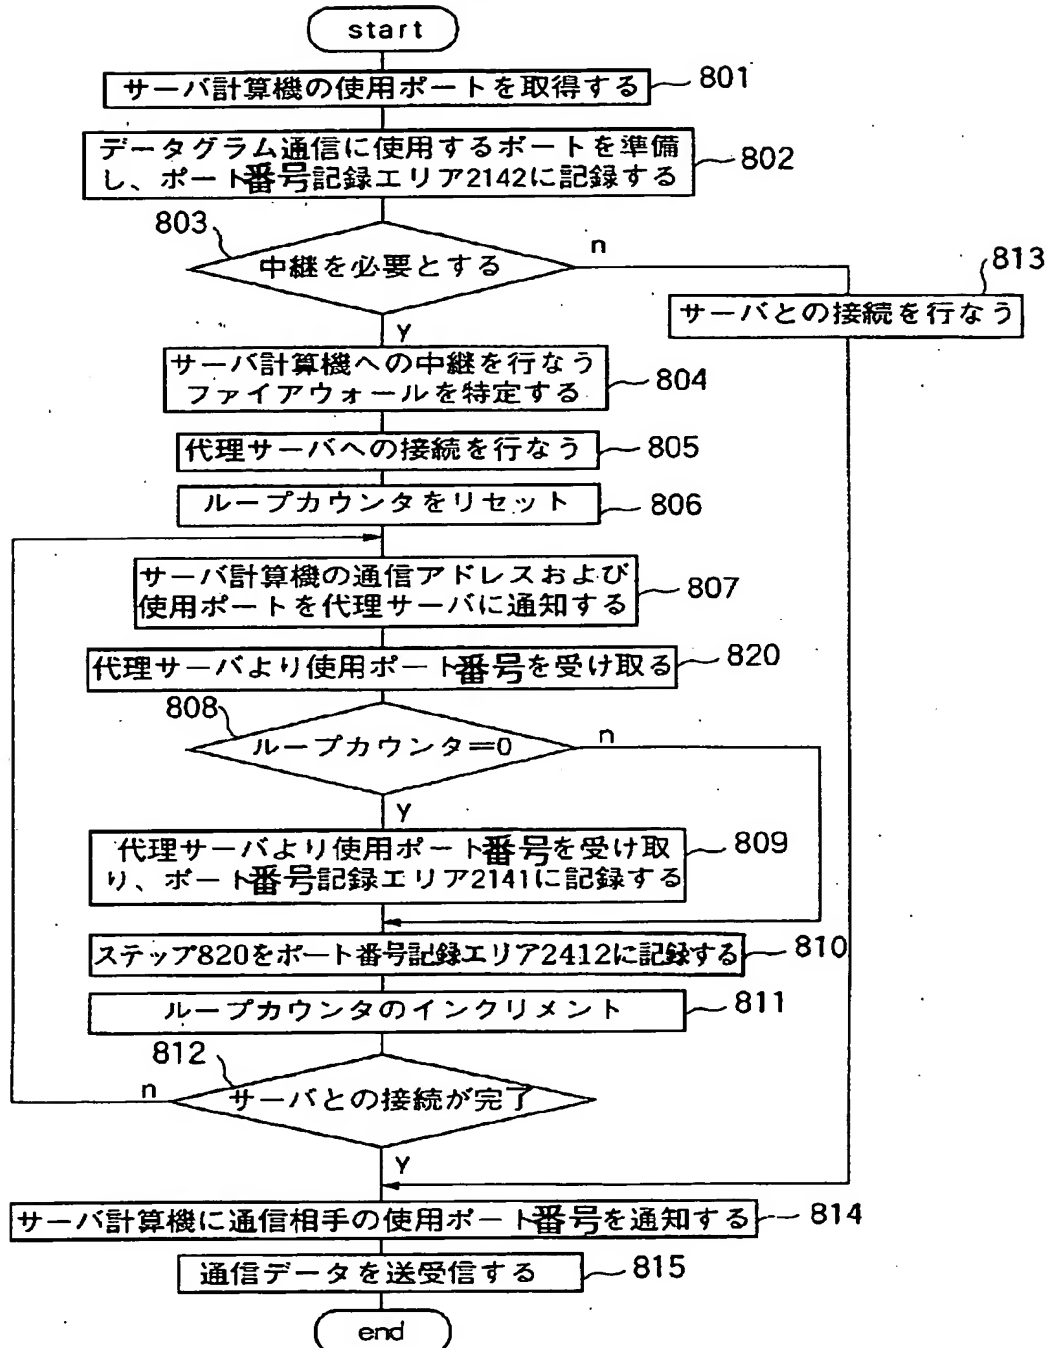 start
サーバ計算機の使用ポートを取得する
801
データグラム通信に使用するポートを準備
し、ポート番号記録エリア2142に記録する
802
803
中継を必要とする
n
y
813
サーバとの接続を行なう
サーバ計算機への中継を行なう
ファイアウォールを特定する
804
代理サーバへの接続を行なう
805
ループカウンタをリセット
806
サーバ計算機の通信アドレスおよび
使用ポートを代理サーバに通知する
807
代理サーバより使用ポート番号を受け取る
820
808
ループカウンタ=0
n
y
代理サーバより使用ポート番号を受け取
り、ポート番号記録エリア2141に記録する
809
ステップ820をポート番号記録エリア2412に記録する
810
ループカウンタのインクリメント
811
812
サーバとの接続が完了
n
y
サーバ計算機に通信相手の使用ポート番号を通知する
814
通信データを送受信する
815
end